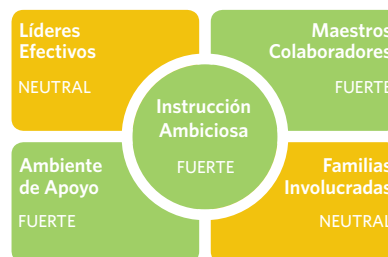 Líderes
Efectivos
NEUTRAL
Maestros
Colaboradores
FUERTE
Instrucción
Ambiciosa
FUERTE
Ambiente
de Apoyo
FUERTE
Familias
Involucradas
NEUTRAL